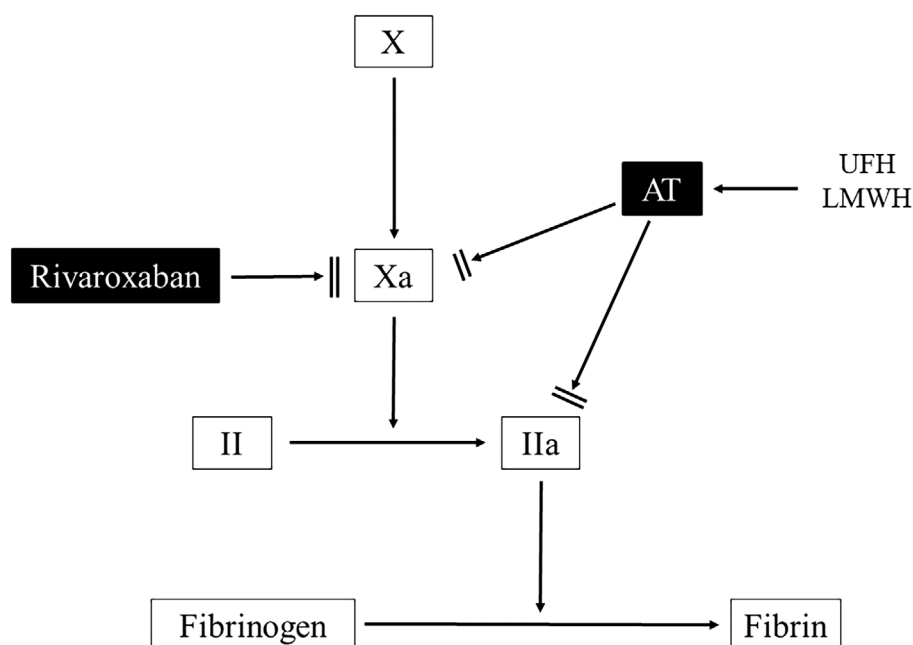 X
AT
UFH
LMWH
Rivaroxaban
Xa
II
IIa
Fibrinogen
Fibrin